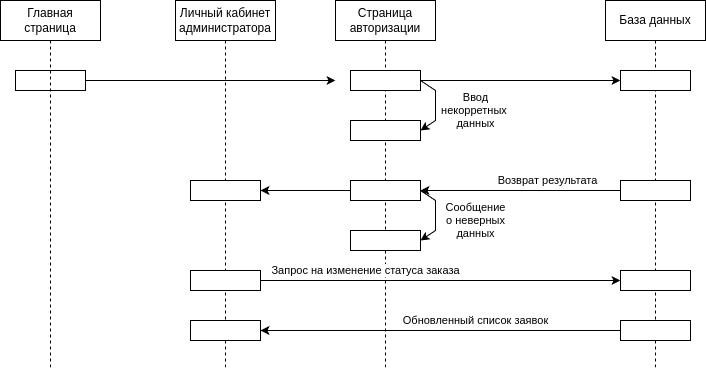 Главная
страница
Личный кабинет
администратора
Страница
авторизации
База данных
Ввод
некорретных
данных
Возврат результата
Сообщение
о неверных
данных
Запрос на изменение статуса заказа
Обновленный список заявок